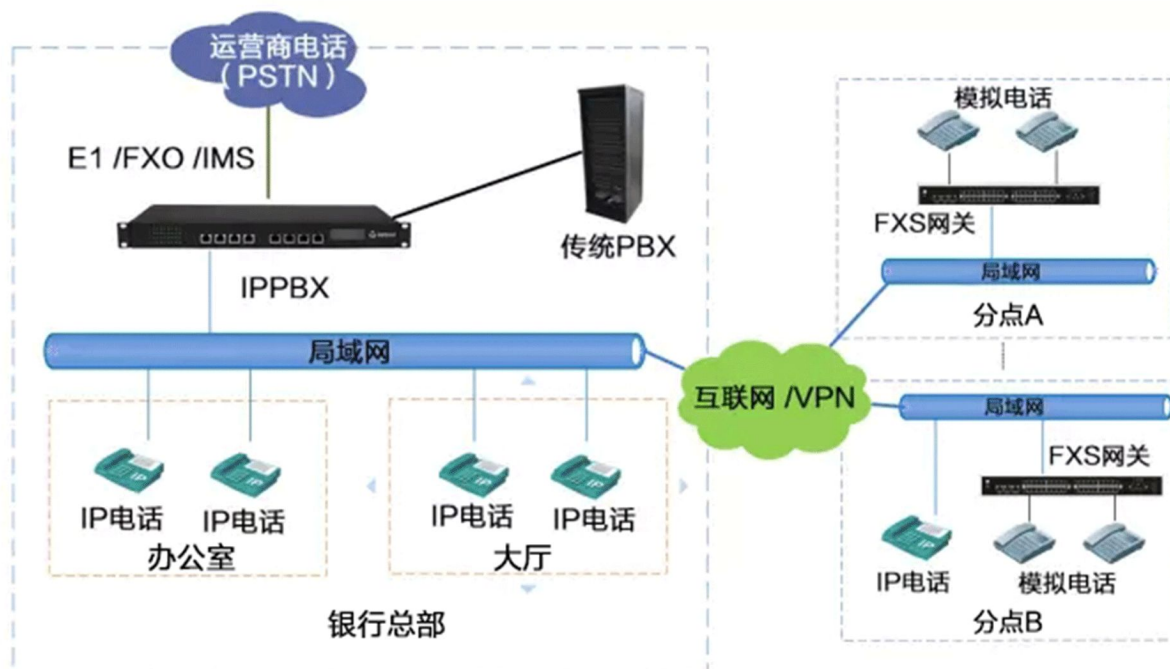 运营商电话
（PSTN）
E1 /FXO /IMS
传统PBX
IPPBX
局域网
IP电话
IP电话
办公室
IP电话
IP电话
大厅
银行总部
互联网 /VPN
模拟电话
FXS网关
局域网
分点A
局域网
FXS网关
IP电话
模拟电话
分点B